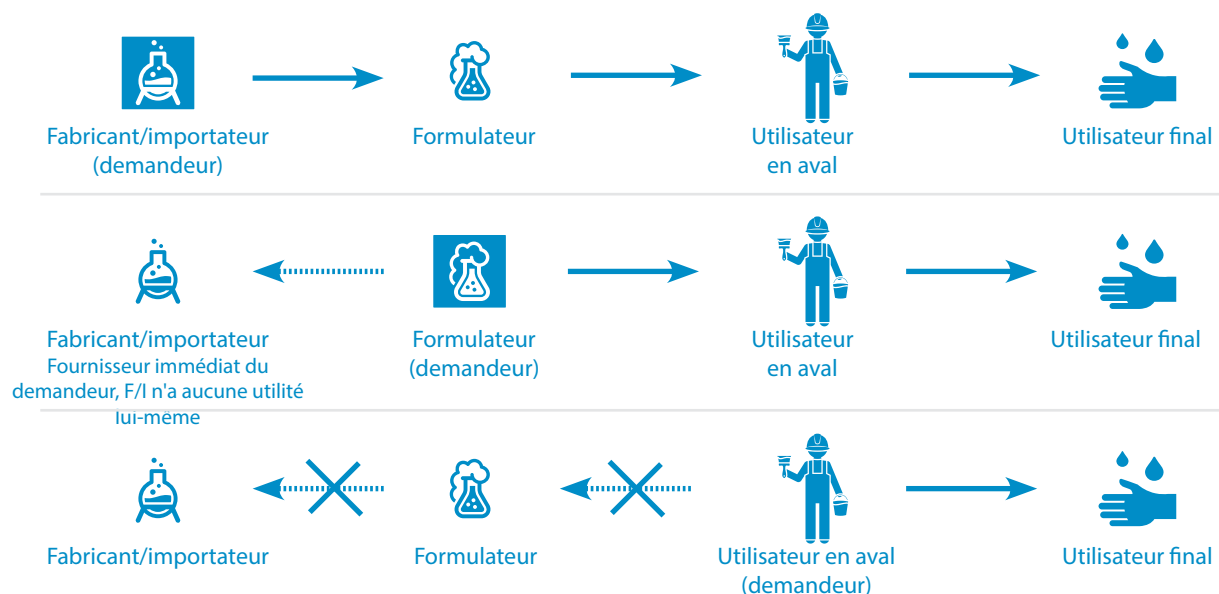 Fabricant/importateur
(demandeur)
Formulateur
Utilisateur
en aval
Utilisateur final
Fabricant/importateur
Fournisseur immédiat du
demandeur, F/I n'a aucune utilité
lui-même
Formulateur
(demandeur)
Utilisateur
en aval
Utilisateur final
Fabricant/importateur
Formulateur
Utilisateur en aval
(demandeur)
Utilisateur final